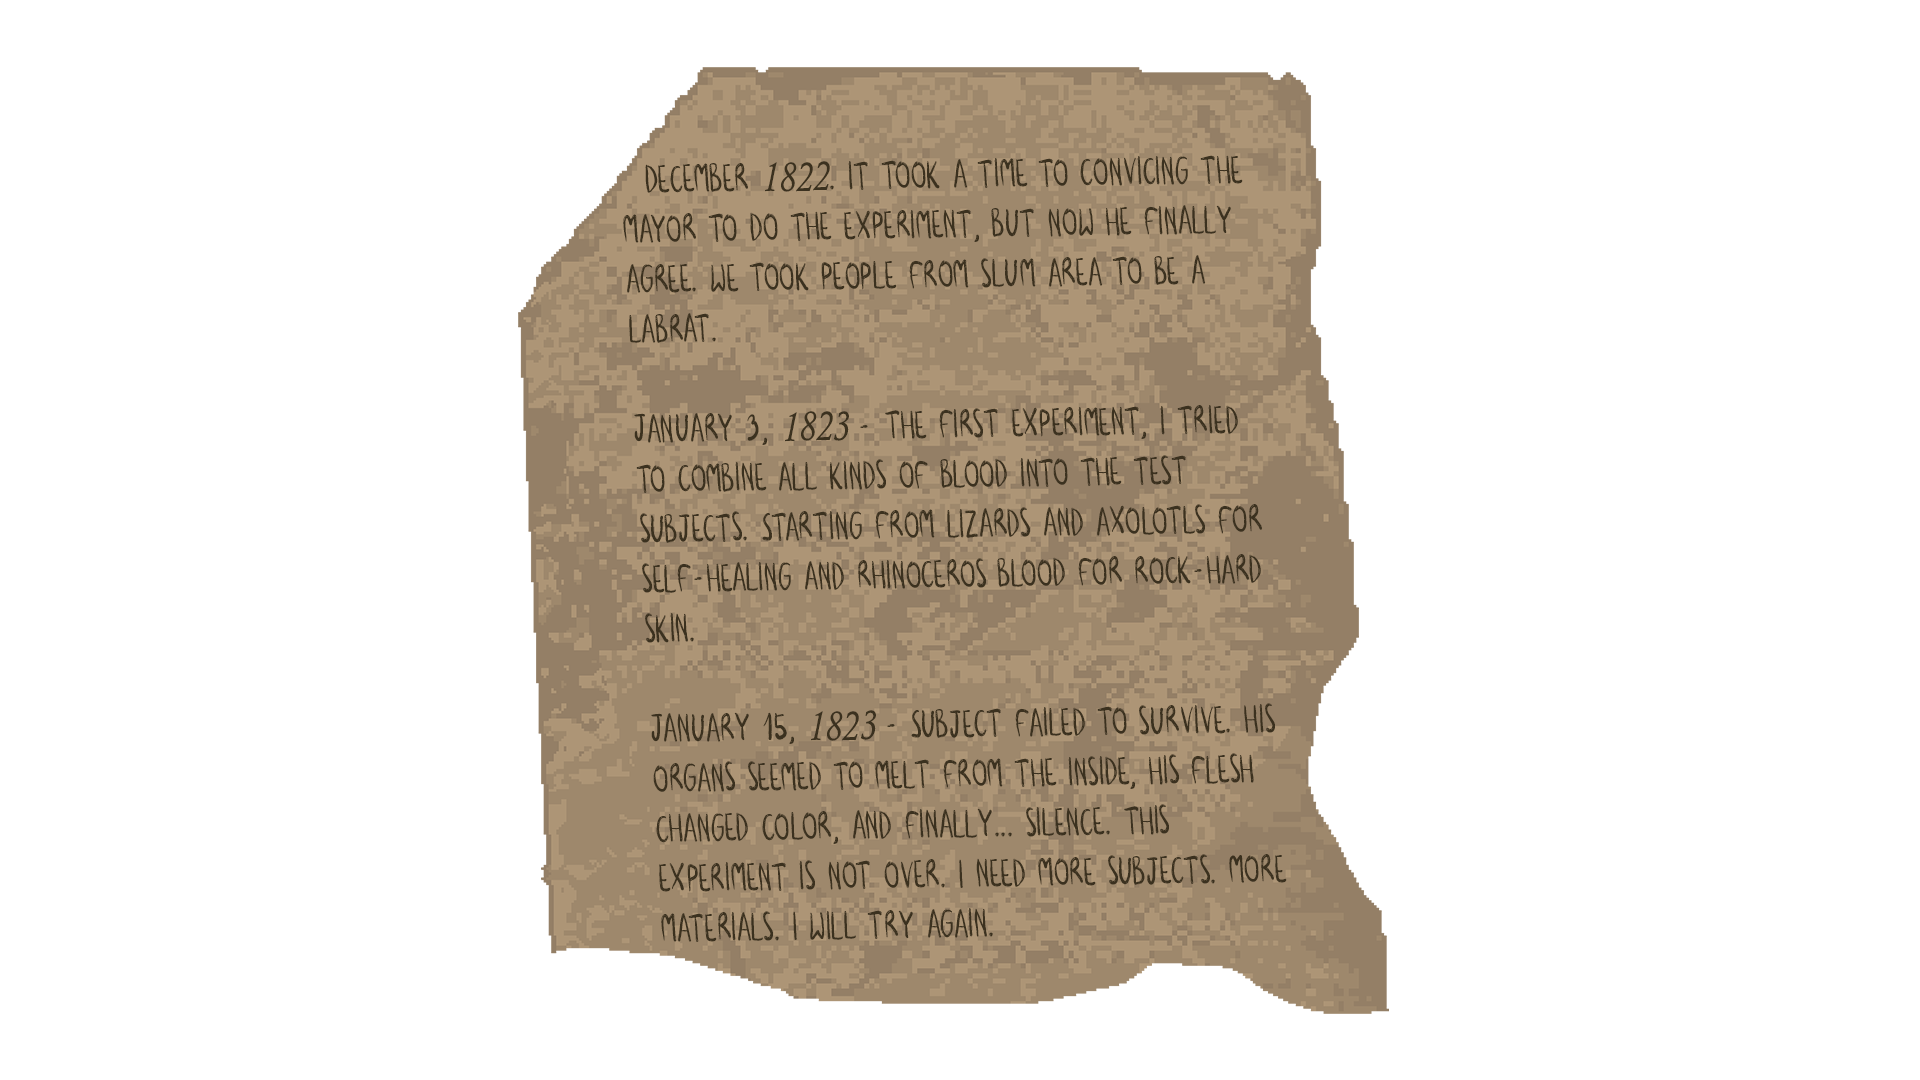 DECEMBER 1822. IT TOOK A TIME TO CONVICING THE
MAYOR TO DO THE EXPERIMENT, BUT NOW HE FINALLY
AGREE. WE TOOK PEOPLE FROM SLUM AREA TO BE A
LABRAT.
JANUARY 3, 1823 - THE FIRST EXPERIMENT, I TRIED
TO COMBINE ALL KINDS OF BLOOD INTO THE TEST
SUBJECTS. STARTING FROM LIZARDS AND AXOLOTLS FOR
SELF-HEALING AND RHINOCEROS BLOOD FOR ROCK-HARD
SKIN.
JANUARY 15, 1823 - SUBJECT FAILED TO SURVIVE. HIS
ORGANS SEEMED TO MELT FROM THE INSIDE, HIS FLESH
CHANGED COLOR, AND FINALLY... SILENCE. THIS
EXPERIMENT IS NOT OVER. I NEED MORE SUBJECTS. MORE
MATERIALS. I WILL TRY AGAIN.